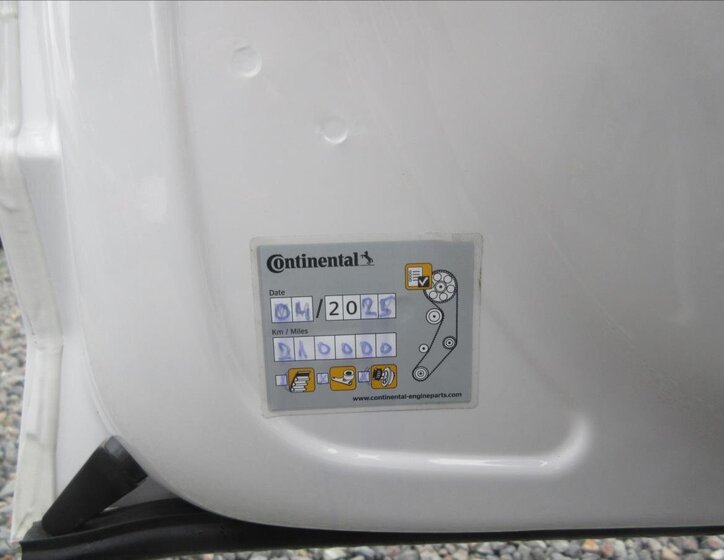 Continental
Date
04/2025
Km / Miles
210000
www.continental-engineparts.com